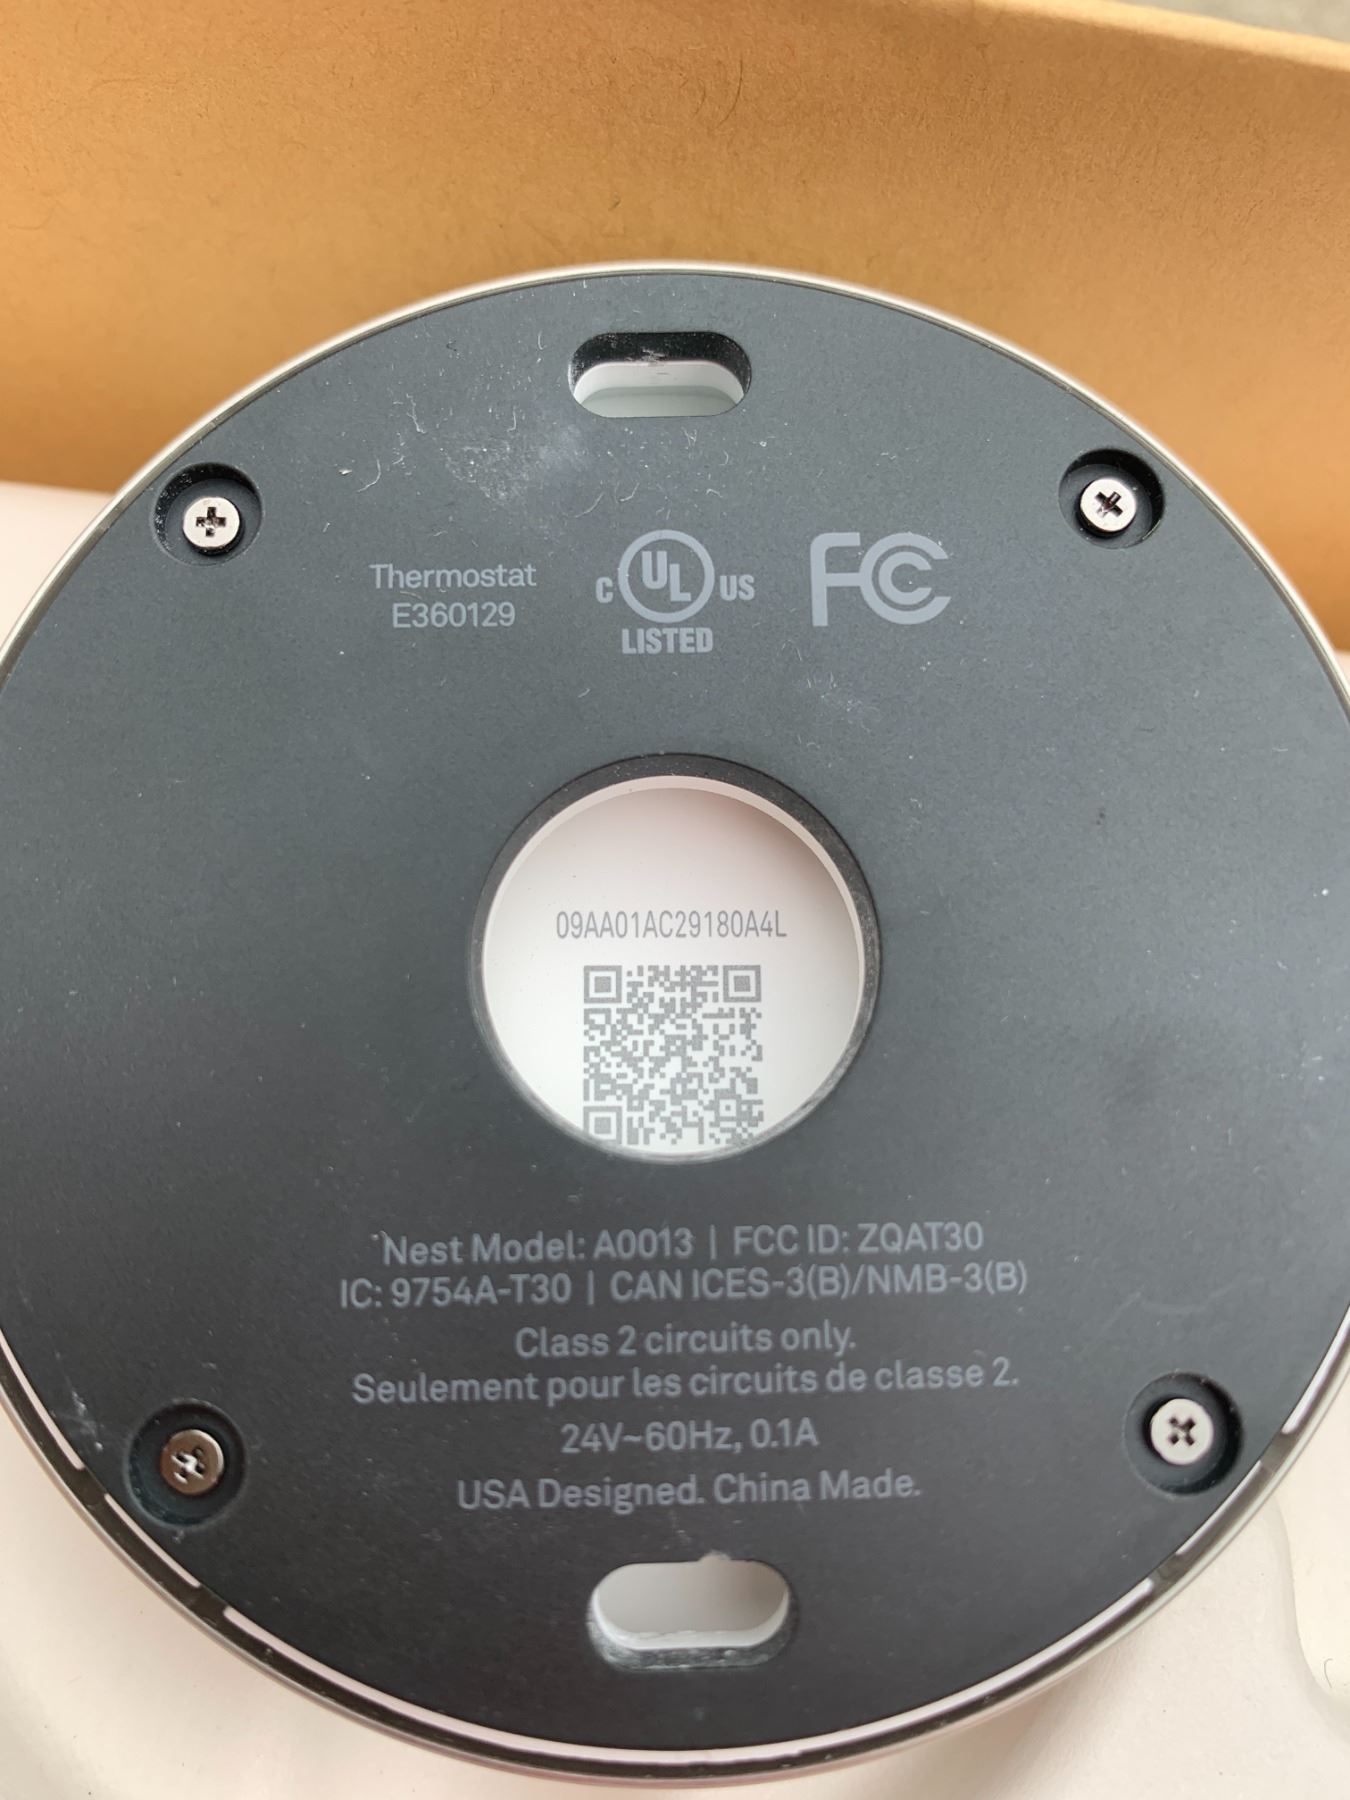 Thermostat
E360129
C UL US
LISTED
FC
09AA01AC29180A4L
Nest Model: A0013 | FCC ID: ZQAT30
IC: 9754A-T30 | CAN ICES-3(B)/NMB-3(B)
Class 2 circuits only.
Seulement pour les circuits de classe 2.
24V~60Hz, 0.1A
USA Designed. China Made.